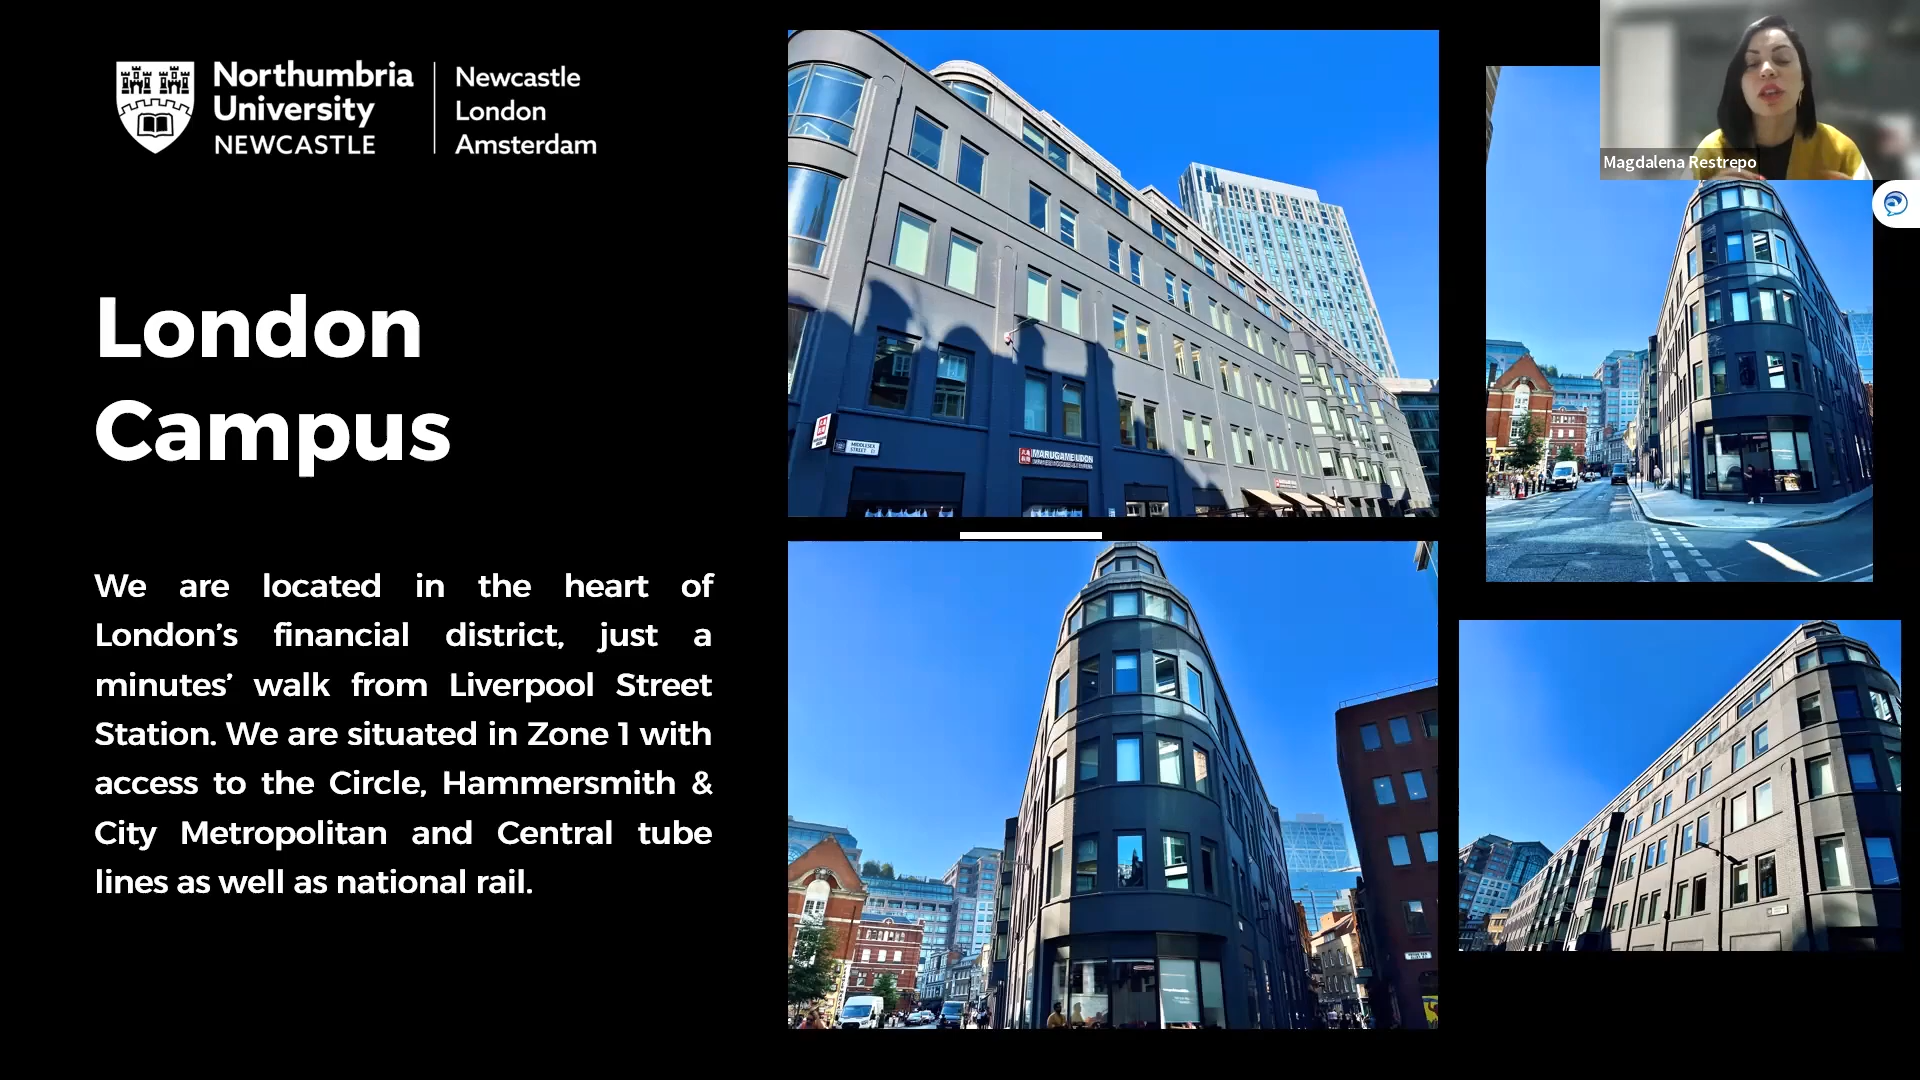 Northumbria
University
NEWCASTLE
Newcastle
London
Amsterdam
London
Campus
We are located in the heart of
London’s financial district, just a
minutes’ walk from Liverpool Street
Station. We are situated in Zone 1 with
access to the Circle, Hammersmith &
City Metropolitan and Central tube
lines as well as national rail.
MIDDLESEX
STREET E1
MARUGAME UDON
Magdalena Restrepo